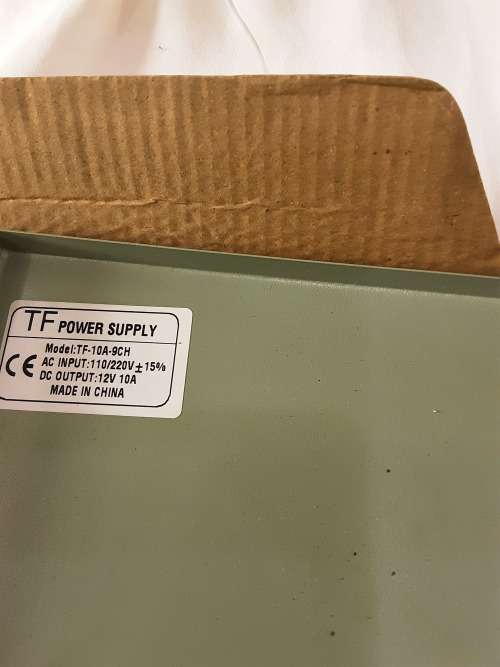 TF POWER SUPPLY
Model:TF-10A-9CH
CE AC INPUT:110/220V±15%
DC OUTPUT:12V 10A
MADE IN CHINA